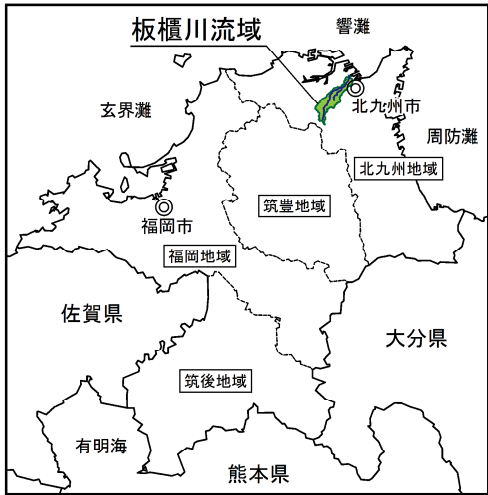 板櫃川流域
響灘
玄界灘
北九州市
周防灘
北九州地域
筑豊地域
福岡市
福岡地域
佐賀県
大分県
筑後地域
有明海
熊本県